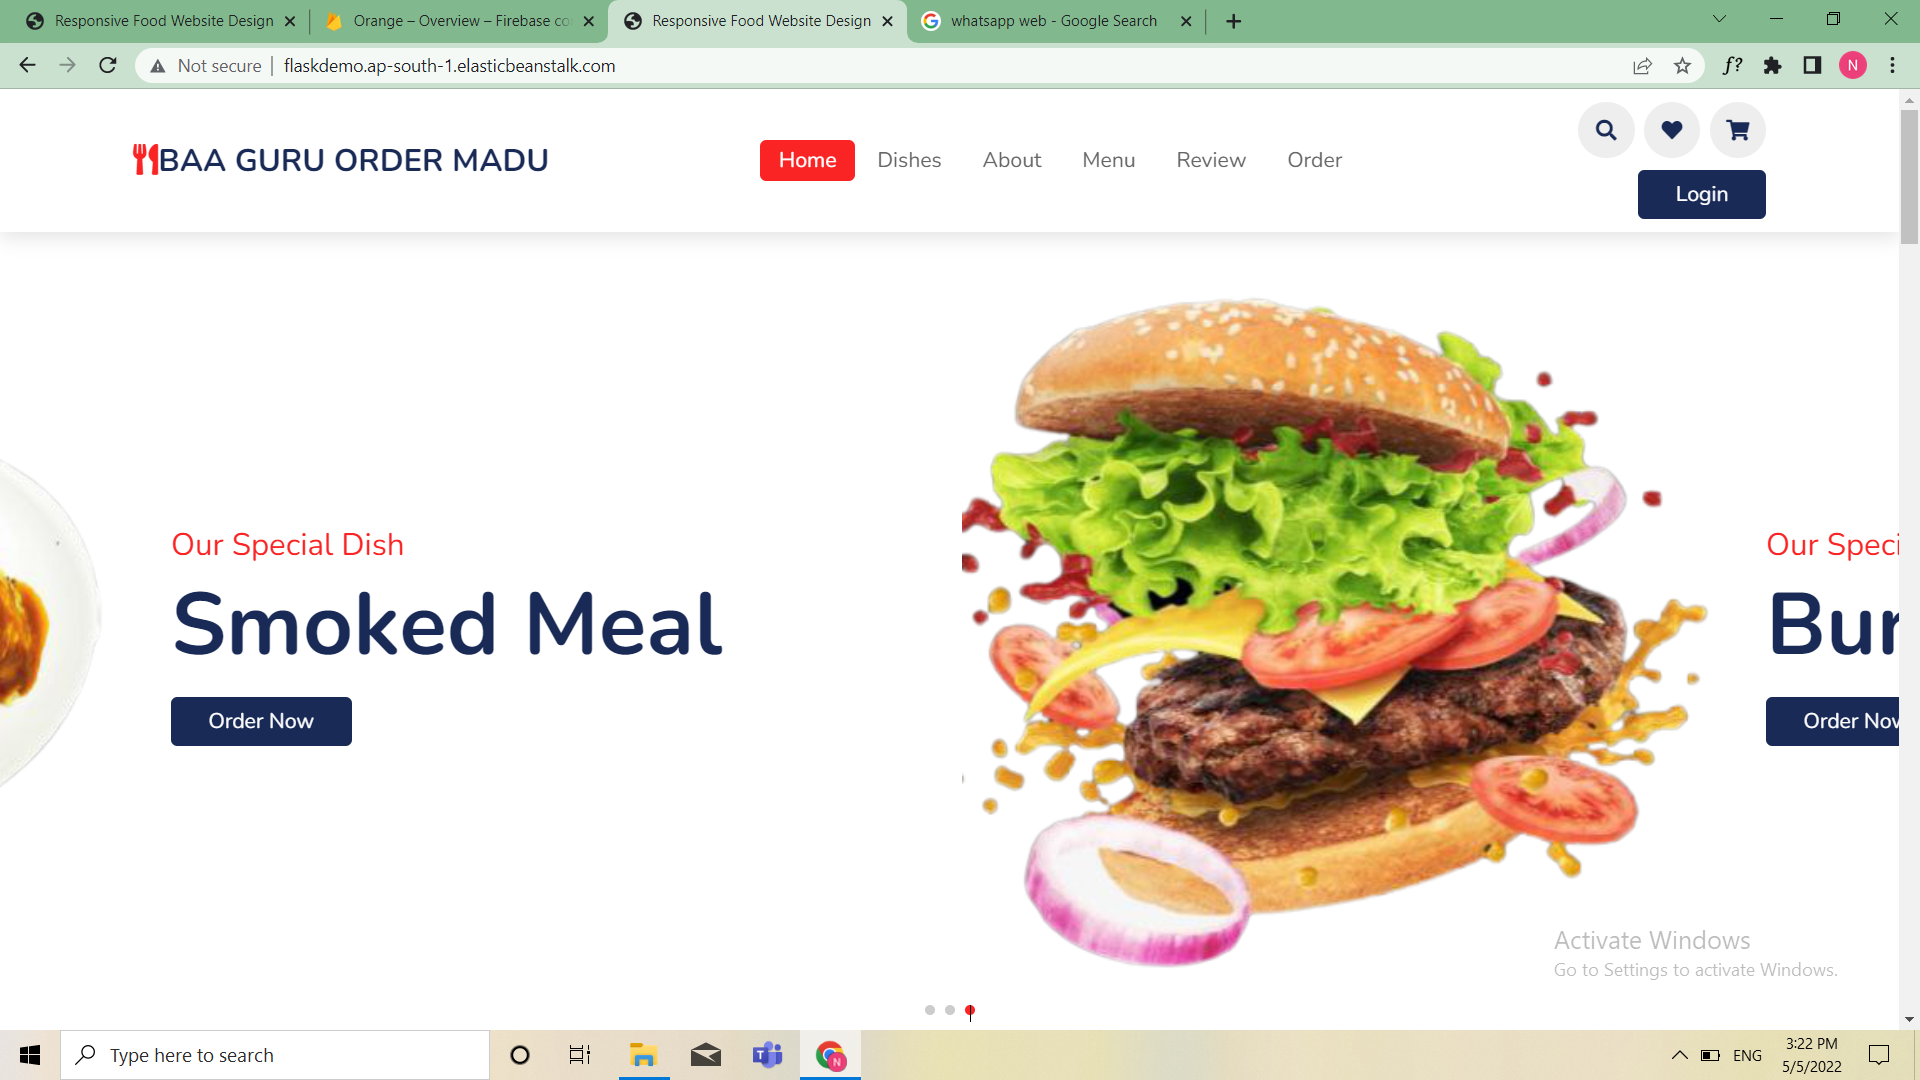 Responsive Food Website Design
Orange – Overview – Firebase co
Responsive Food Website Design
whatsapp web - Google Search
Not secure
flaskdemo.ap-south-1.elasticbeanstalk.com
f?
N
BAA GURU ORDER MADU
Home
Dishes
About
Menu
Review
Order
Login
Our Special Dish
Smoked Meal
Order Now
Our Speci
Bur
Order Now
Activate Windows
Go to Settings to activate Windows.
Type here to search
N
ENG
3:22 PM
5/5/2022